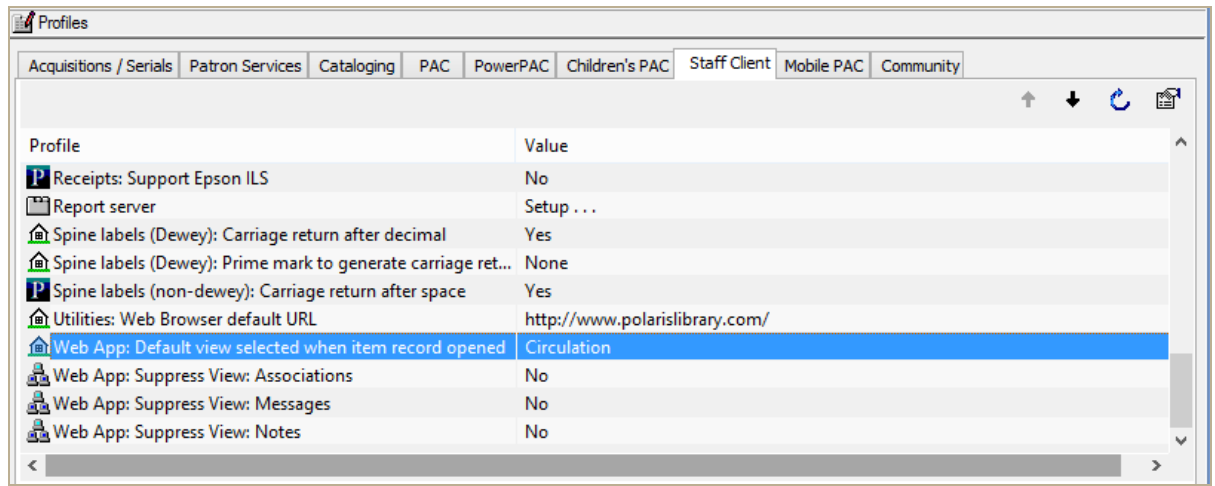 Profiles
Acquisitions / Serials Patron Services Cataloging PAC PowerPAC Children's PAC Staff Client Mobile PAC Community
Profile Value
Receipts: Support Epson ILS No
Report server Setup . . .
Spine labels (Dewey): Carriage return after decimal Yes
Spine labels (Dewey): Prime mark to generate carriage ret... None
Spine labels (non-dewey): Carriage return after space Yes
Utilities: Web Browser default URL http://www.polarislibrary.com/
Web App: Default view selected when item record opened Circulation
Web App: Suppress View: Associations No
Web App: Suppress View: Messages No
Web App: Suppress View: Notes No